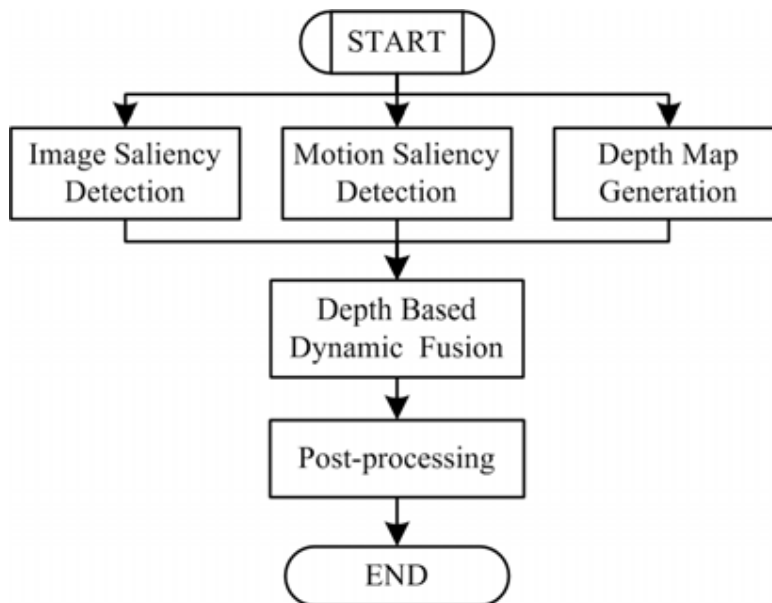 START
Image Saliency
Detection
Motion Saliency
Detection
Depth Map
Generation
Depth Based
Dynamic Fusion
Post-processing
END